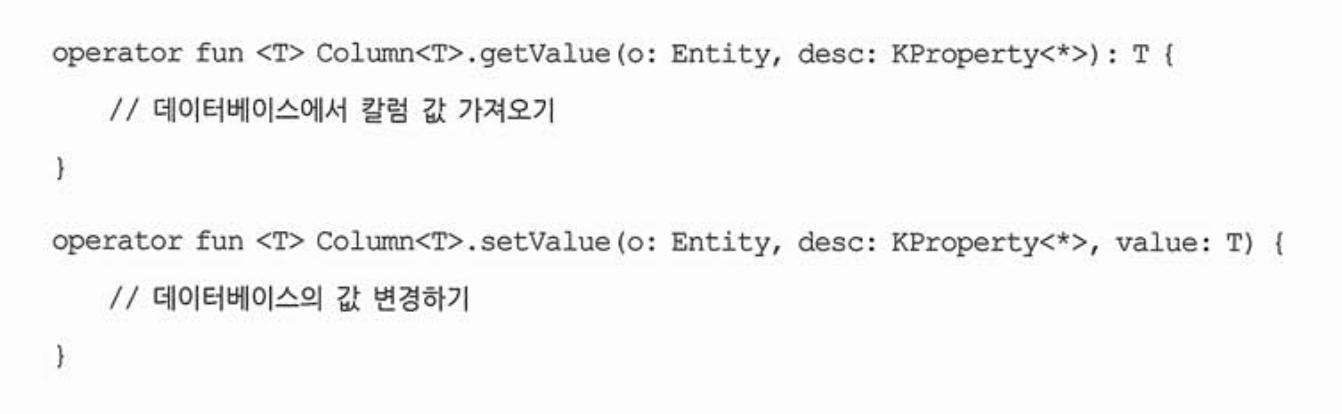 operator fun <T> Column<T>.getValue(o: Entity, desc: KProperty<*>): T {
// 데이터베이스에서 칼럼 값 가져오기
}
operator fun <T> Column<T>.setValue(o: Entity, desc: KProperty<*>, value: T) {
// 데이터베이스의 값 변경하기
}